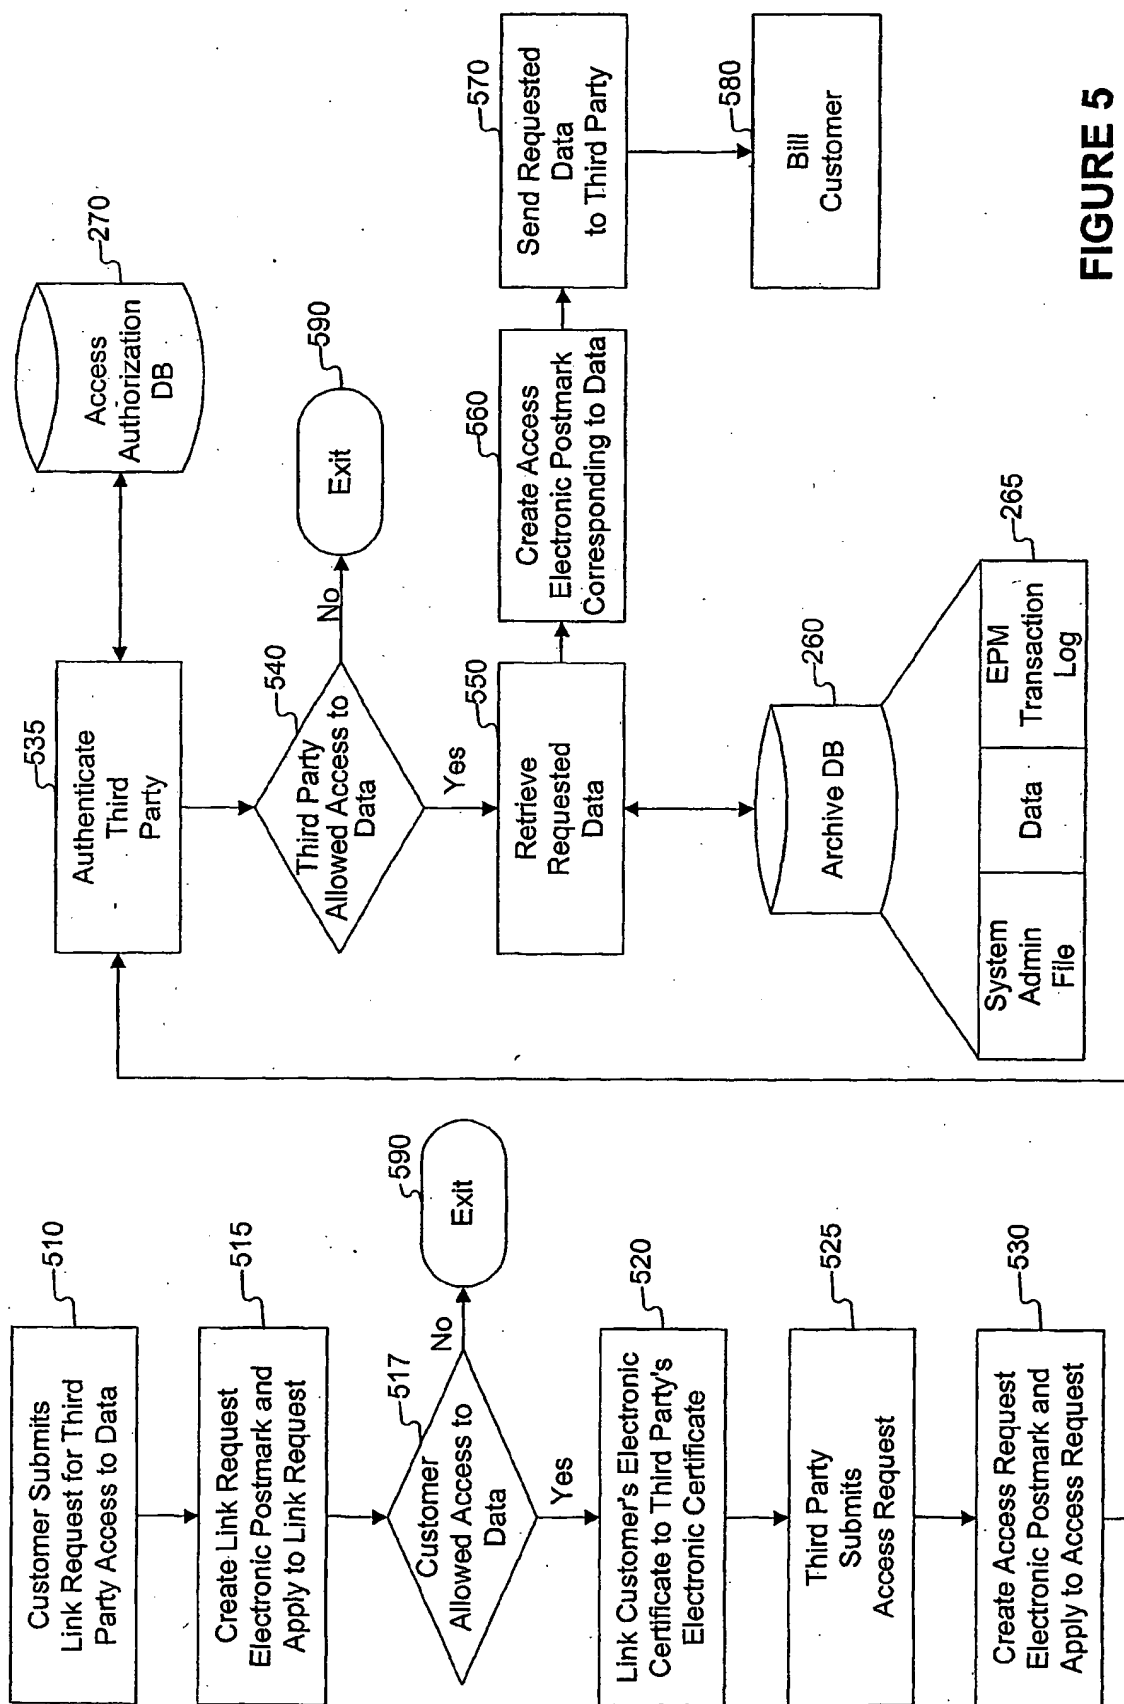 Customer Submits
Link Request for Third
Party Access to Data
510
Create Link Request
Electronic Postmark and
Apply to Link Request
515
Customer
Allowed Access to
Data
517
No
Exit
590
Yes
Link Customer's Electronic
Certificate to Third Party's
Electronic Certificate
520
Third Party
Submits
Access Request
525
Create Access Request
Electronic Postmark and
Apply to Access Request
530
Authenticate
Third
Party
535
Access
Authorization
DB
270
Third Party
Allowed Access to
Data
540
No
Exit
590
Yes
Retrieve
Requested
Data
550
Create Access
Electronic Postmark
Corresponding to Data
560
Send Requested
Data
to Third Party
570
Bill
Customer
580
Archive DB
260
System
Admin
File
Data
EPM
Transaction
Log
265
FIGURE 5